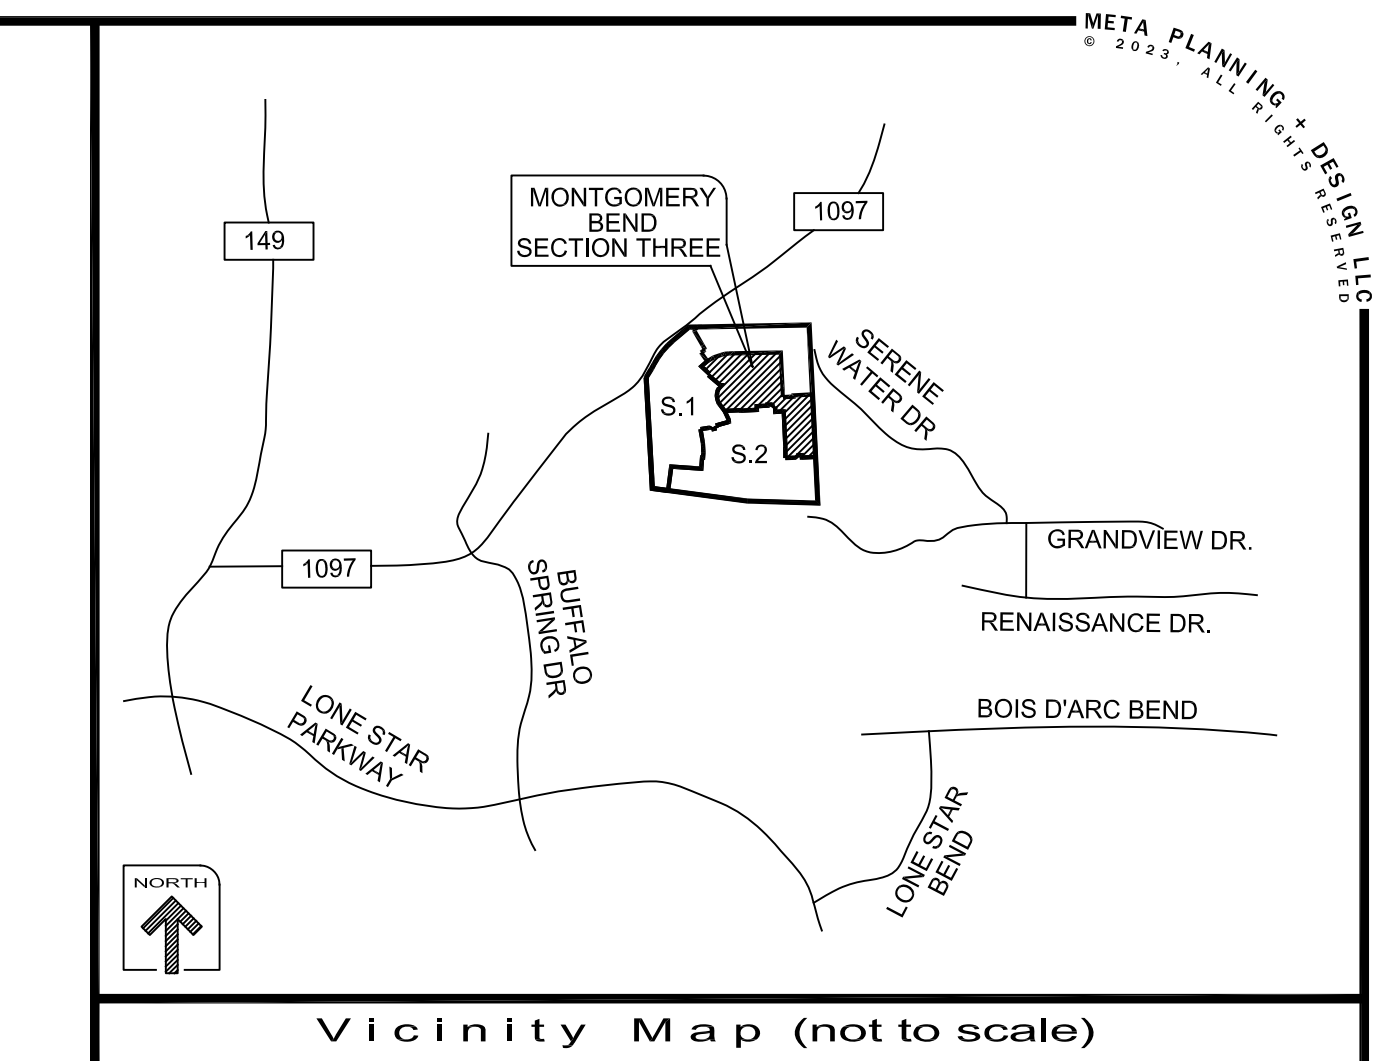 META PLANNING + DESIGN LLC
© 2023, ALL RIGHTS RESERVED
MONTGOMERY
BEND
SECTION THREE
1097
149
SERENE
WATER DR
S.1
S.2
GRANDVIEW DR.
1097
BUFFALO
SPRING DR
RENAISSANCE DR.
LONE STAR
PARKWAY
BOIS D'ARC BEND
LONE STAR
BEND
NORTH
Vicinity Map (not to scale)